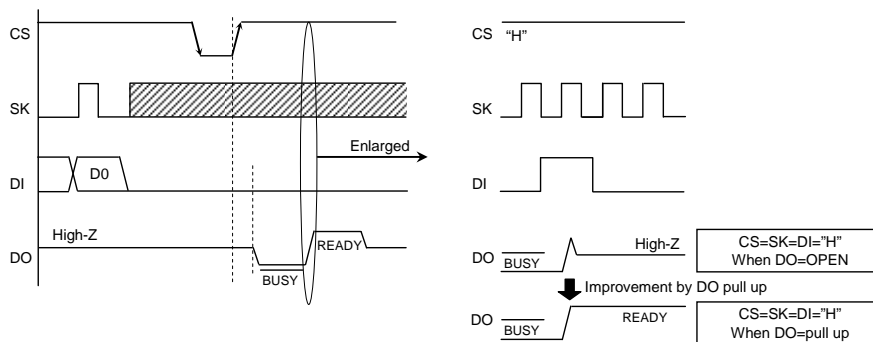 CS
SK
DI
D0
Enlarged
High-Z
DO
READY
BUSY
CS "H"
SK
DI
High-Z
DO
BUSY
CS=SK=DI="H"
When DO=OPEN
Improvement by DO pull up
DO
BUSY
READY
CS=SK=DI="H"
When DO=pull up